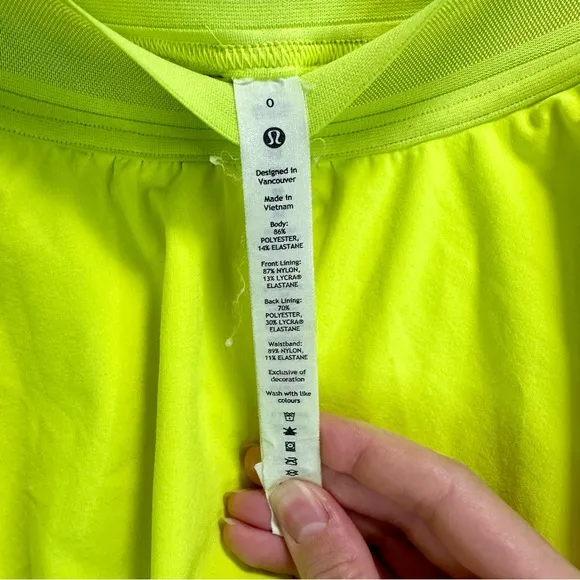 0
Designed in
Vancouver
Made in
Vietnam
Body:
86%
POLYESTER,
14% ELASTANE
Front Lining:
87% NYLON,
13% LYCRA®
ELASTANE
Back Lining:
70%
POLYESTER,
30% LYCRA®
ELASTANE
Waistband:
89% NYLON,
11% ELASTANE
Exclusive of
decoration
Wash with like
colours